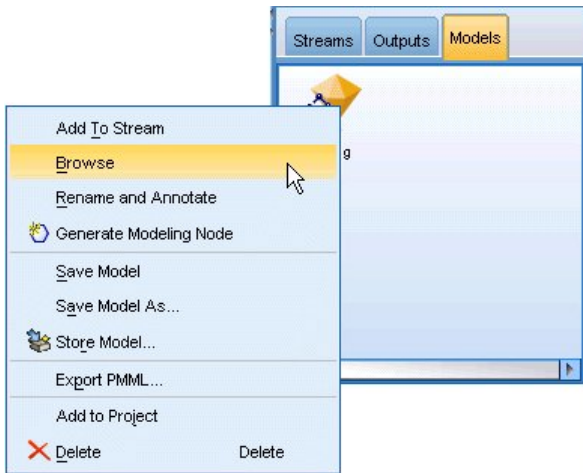 Streams Outputs Models
g
Add To Stream
Browse
Rename and Annotate
Generate Modeling Node
Save Model
Save Model As...
Store Model...
Export PMML...
Add to Project
Delete Delete